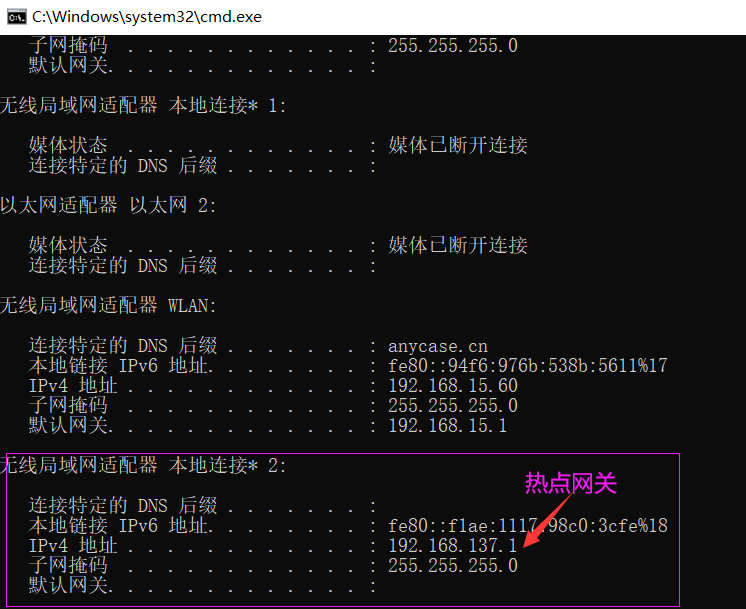 C:\Windows\system32\cmd.exe
子网掩码 . . . . . . . . . . . . : 255.255.255.0
默认网关. . . . . . . . . . . . . :
无线局域网适配器 本地连接* 1:
媒体状态 . . . . . . . . . . . . : 媒体已断开连接
连接特定的 DNS 后缀 . . . . . . . :
以太网适配器 以太网 2:
媒体状态 . . . . . . . . . . . . : 媒体已断开连接
连接特定的 DNS 后缀 . . . . . . . :
无线局域网适配器 WLAN:
连接特定的 DNS 后缀 . . . . . . . : anycase.cn
本地链接 IPv6 地址. . . . . . . . : fe80::94f6:976b:538b:5611%17
IPv4 地址 . . . . . . . . . . . . : 192.168.15.60
子网掩码 . . . . . . . . . . . . : 255.255.255.0
默认网关. . . . . . . . . . . . . : 192.168.15.1
无线局域网适配器 本地连接* 2:
热点网关
连接特定的 DNS 后缀 . . . . . . . :
本地链接 IPv6 地址. . . . . . . . : fe80::f1ae:1117:98c0:3cfe%18
IPv4 地址 . . . . . . . . . . . . : 192.168.137.1
子网掩码 . . . . . . . . . . . . : 255.255.255.0
默认网关. . . . . . . . . . . . . :